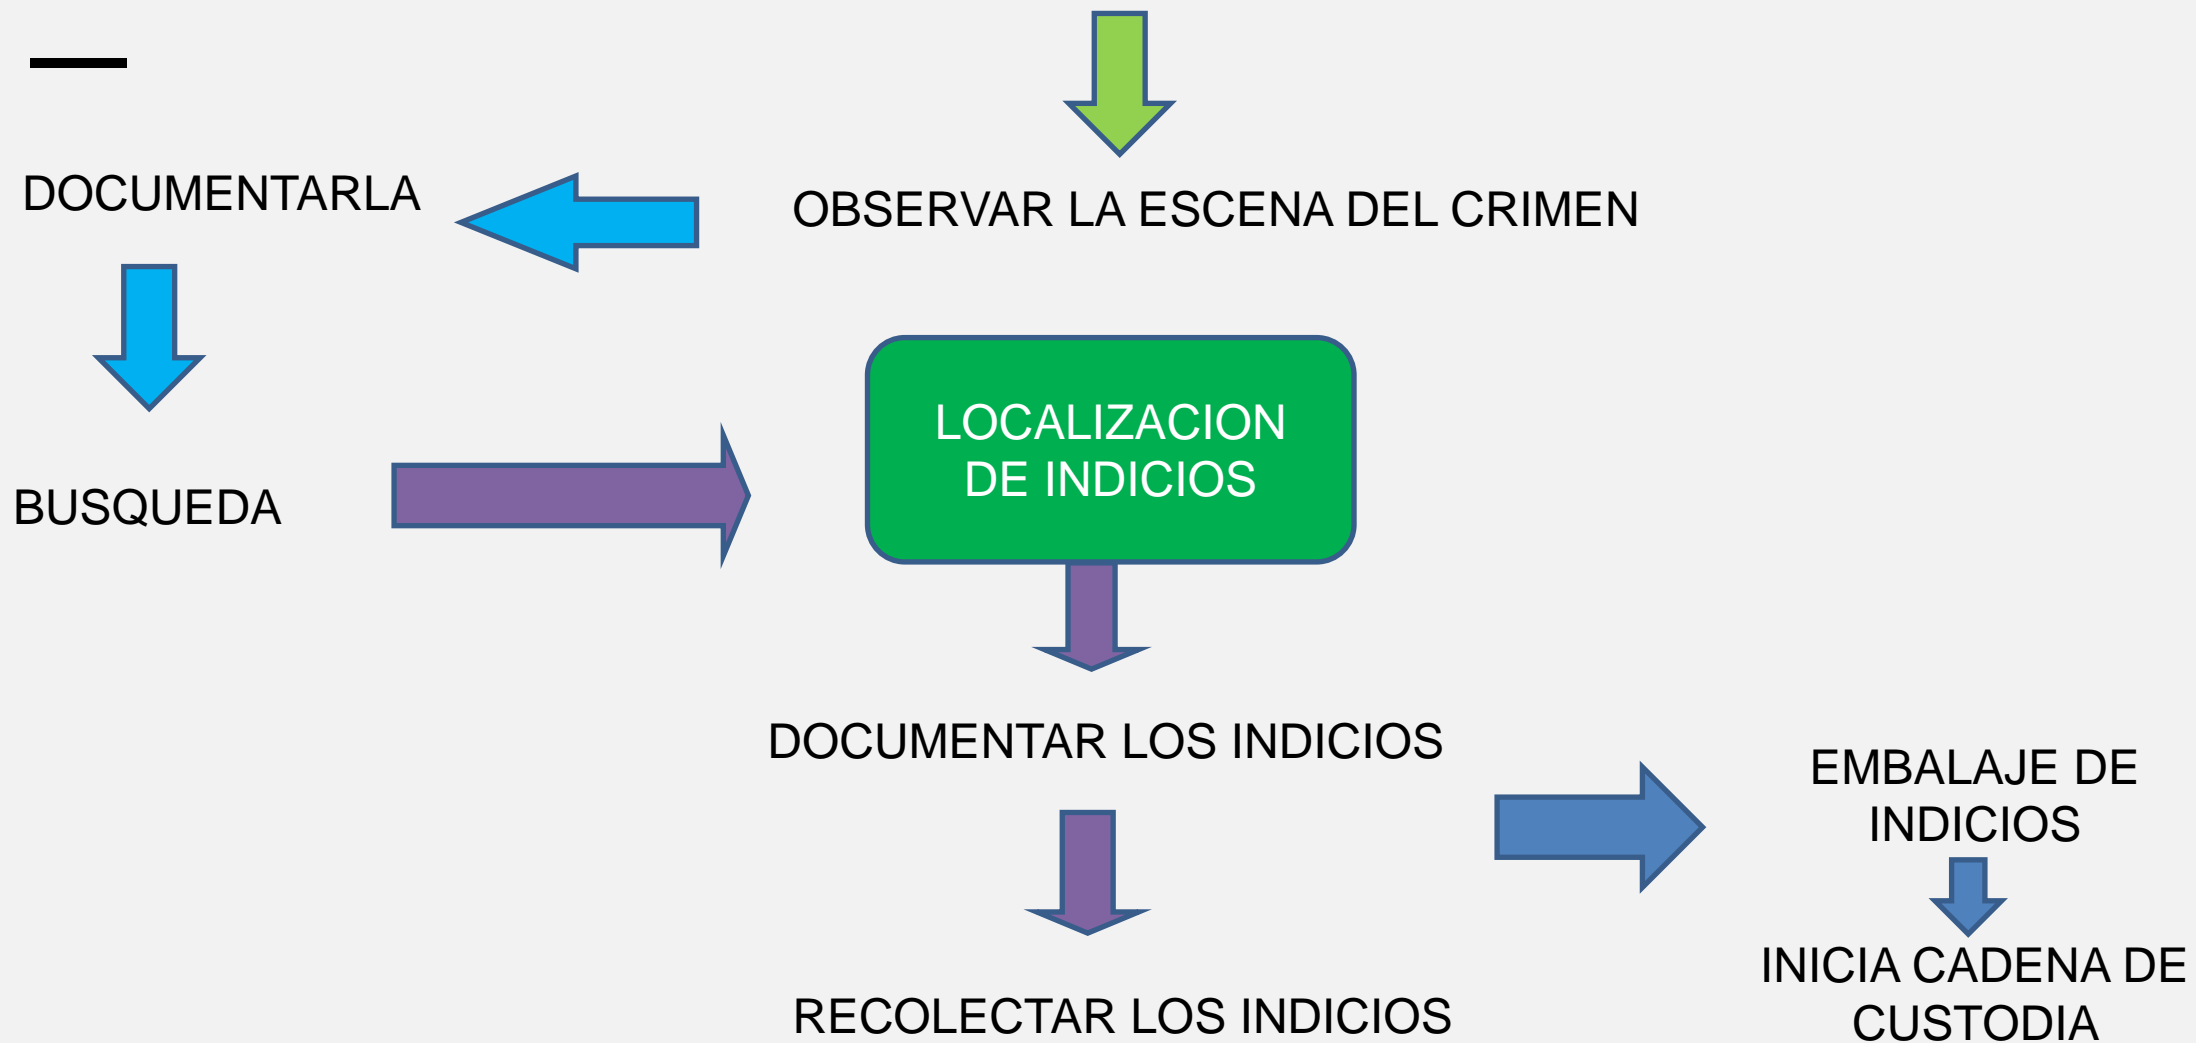 OBSERVAR LA ESCENA DEL CRIMEN
DOCUMENTARLA
BUSQUEDA
LOCALIZACION
DE INDICIOS
DOCUMENTAR LOS INDICIOS
RECOLECTAR LOS INDICIOS
EMBALAJE DE
INDICIOS
INICIA CADENA DE
CUSTODIA